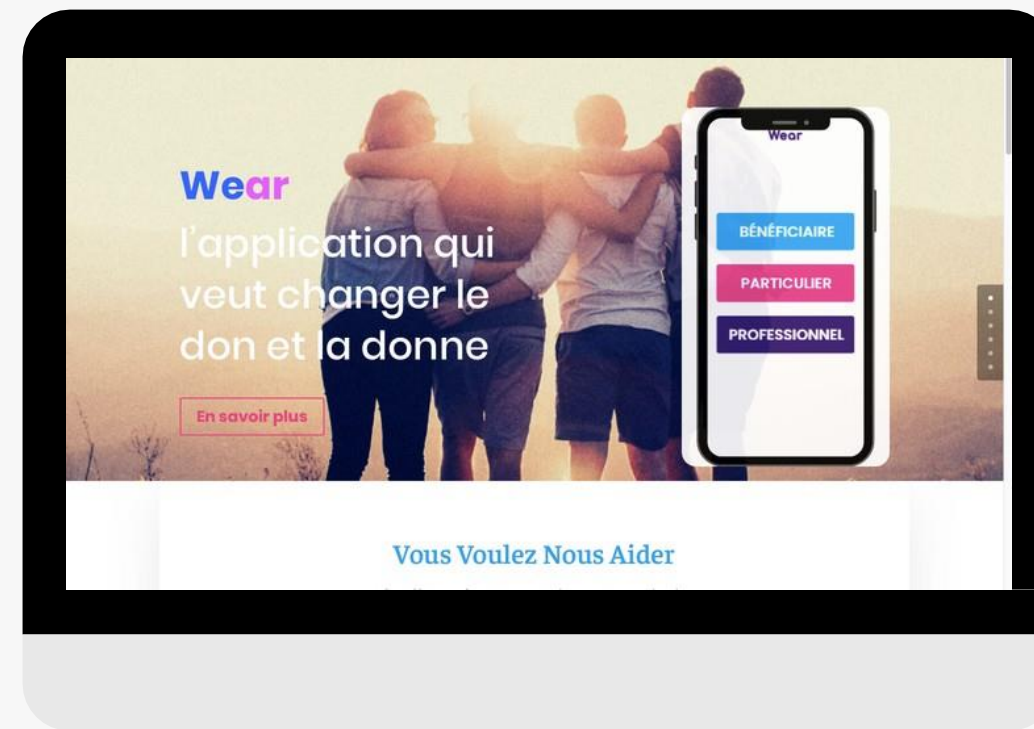 Wear
l'application qui
veut changer le
don et la donne
En savoir plus
Wear
BÉNÉFICIAIRE
PARTICULIER
PROFESSIONNEL
Vous Voulez Nous Aider